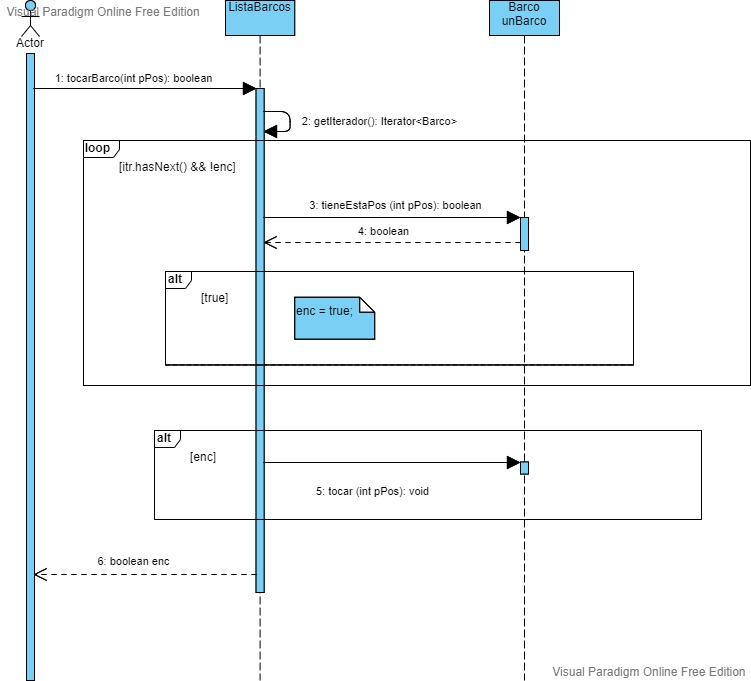 Visual Paradigm Online Free Edition
ListaBarcos
Barco
unBarco
Actor
1: tocarBarco(int pPos): boolean
2: getIterador(): Iterator<Barco>
loop
[itr.hasNext() && !enc]
3: tieneEstaPos (int pPos): boolean
4: boolean
alt
[true]
enc = true;
alt
[enc]
5: tocar (int pPos): void
6: boolean enc
Visual Paradigm Online Free Edition